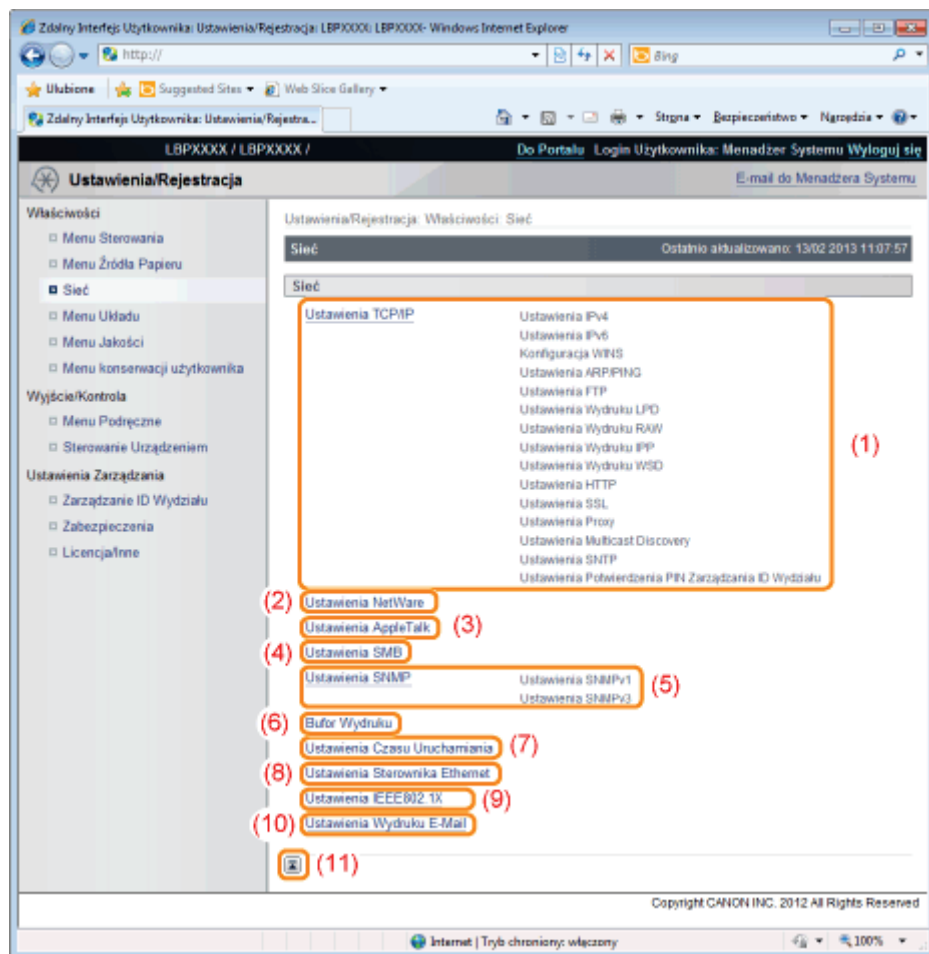 Zdalny Interfejs Użytkownika: Ustawienia/Rejestracja: LBPXXXX: LBPXXXX- Windows Internet Explorer
http://
Bing
Ulubione Suggested Sites Web Slice Gallery
Zdalny Interfejs Użytkownika: Ustawienia/Rejestra... Strona Bezpieczeństwo Narzędzia
LBPXXXX / LBPXXXX / Do Portalu Login Użytkownika: Menadżer Systemu Wyloguj się
Ustawienia/Rejestracja E-mail do Menadżera Systemu
Właściwości
Menu Sterowania
Menu Źródła Papieru
Sieć
Menu Układu
Menu Jakości
Menu konserwacji użytkownika
Wyjście/Kontrola
Menu Podręczne
Sterowanie Urządzeniem
Ustawienia Zarządzania
Zarządzanie ID Wydziału
Zabezpieczenia
Licencja/Inne
Ustawienia/Rejestracja: Właściwości: Sieć
Sieć Ostatnio aktualizowano: 13/02 2013 11:07:57
Sieć
Ustawienia TCP/IP
Ustawienia IPv4
Ustawienia IPv6
Konfiguracja WINS
Ustawienia ARP/PING
Ustawienia FTP
Ustawienia Wydruku LPD
Ustawienia Wydruku RAW
Ustawienia Wydruku IPP
Ustawienia Wydruku WSD
Ustawienia HTTP
Ustawienia SSL
Ustawienia Proxy
Ustawienia Multicast Discovery
Ustawienia SNTP
Ustawienia Potwierdzenia PIN Zarządzania ID Wydziału
(1)
(2) Ustawienia NetWare
Ustawienia AppleTalk (3)
(4) Ustawienia SMB
Ustawienia SNMP Ustawienia SNMPv1
Ustawienia SNMPv3
(5)
(6) Bufor Wydruku
Ustawienia Czasu Uruchamiania (7)
(8) Ustawienia Sterownika Ethernet
Ustawienia IEEE802.1X (9)
(10) Ustawienia Wydruku E-Mail
(11)
Copyright CANON INC. 2012 All Rights Reserved
Internet | Tryb chroniony: włączony 100%